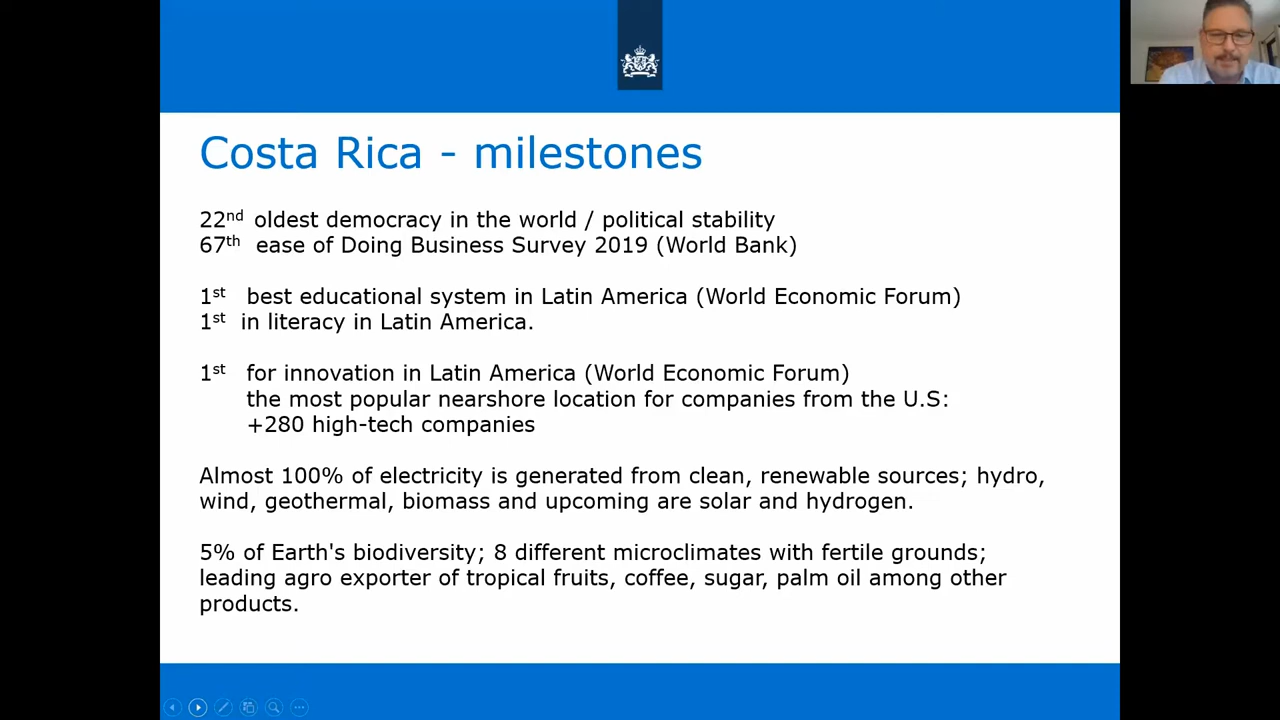 Costa Rica - milestones
22nd oldest democracy in the world / political stability
67th ease of Doing Business Survey 2019 (World Bank)
1st best educational system in Latin America (World Economic Forum)
1st in literacy in Latin America.
1st for innovation in Latin America (World Economic Forum)
the most popular nearshore location for companies from the U.S:
+280 high-tech companies
Almost 100% of electricity is generated from clean, renewable sources; hydro,
wind, geothermal, biomass and upcoming are solar and hydrogen.
5% of Earth's biodiversity; 8 different microclimates with fertile grounds;
leading agro exporter of tropical fruits, coffee, sugar, palm oil among other
products.